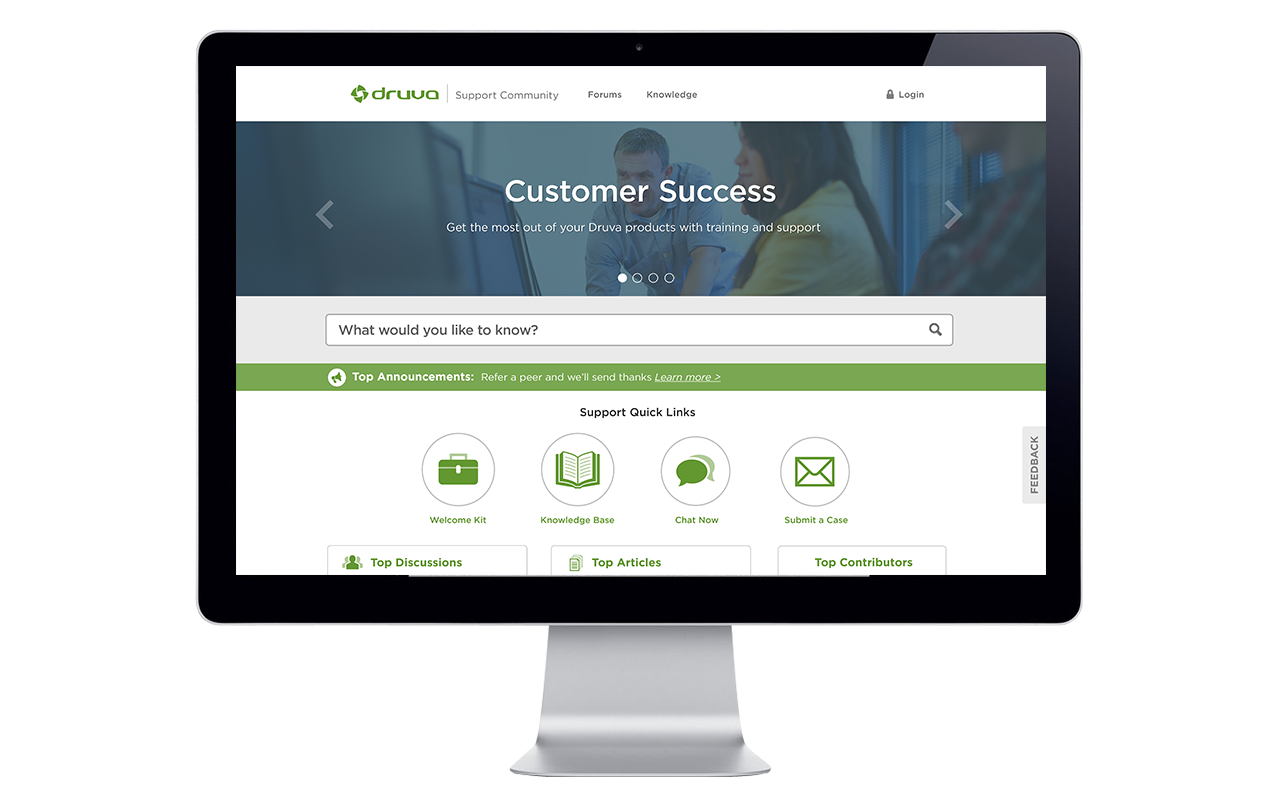 druva | Support Community Forums Knowledge Login
Customer Success
Get the most out of your Druva products with training and support
What would you like to know?
Top Announcements: Refer a peer and we'll send thanks Learn more >
Support Quick Links
FEEDBACK
Welcome Kit Knowledge Base Chat Now Submit a Case
Top Discussions Top Articles Top Contributors